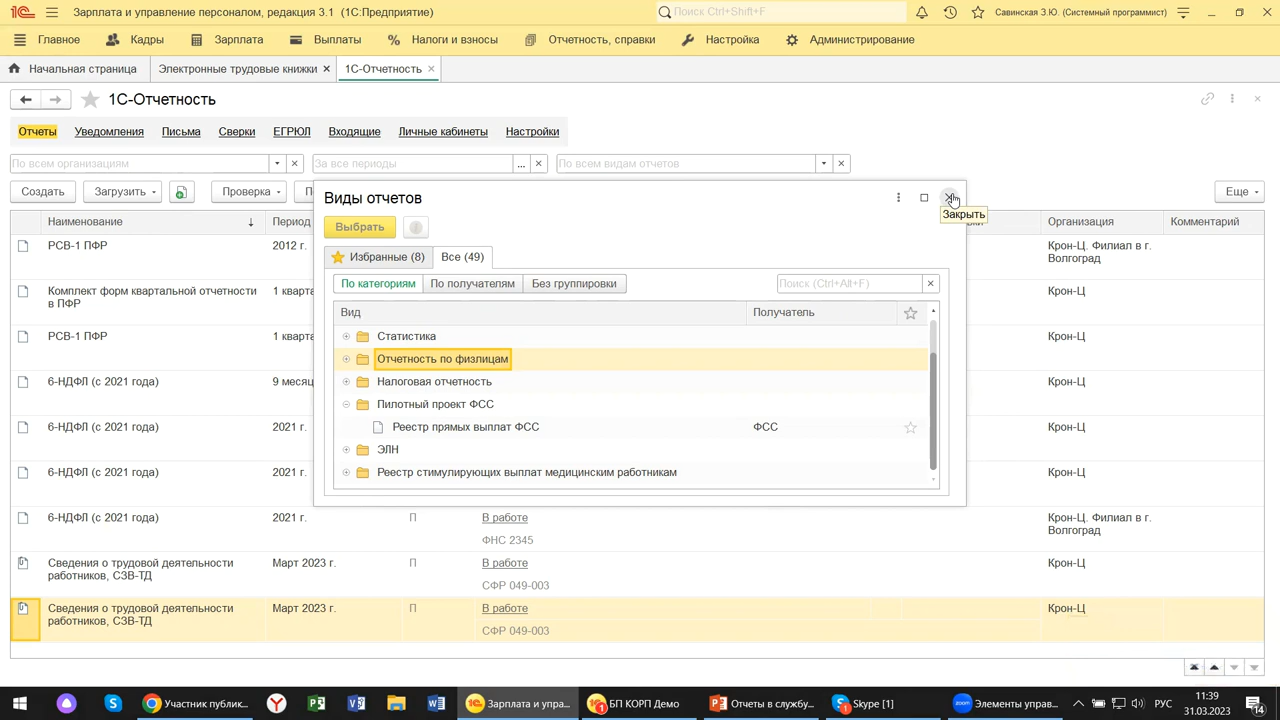 Зарплата и управление персоналом, редакция 3.1 (1С:Предприятие)
Поиск Ctrl+Shift+F
Савинская З.Ю. (Системный программист)
Главное
Кадры
Зарплата
Выплаты
Налоги и взносы
Отчетность, справки
Настройка
Администрирование
Начальная страница
Электронные трудовые книжки
1С-Отчетность
1С-Отчетность
Отчеты Уведомления Письма Сверки ЕГРЮЛ Входящие Личные кабинеты Настройки
По всем организациям
За все периоды
...
По всем видам отчетов
Создать
Загрузить
Проверка
Еще
Наименование
Период
Организация
Комментарий
РСВ-1 ПФР
2012 г.
Крон-Ц. Филиал в г.
Волгоград
Комплект форм квартальной отчетности
в ПФР
1 кварта
Крон-Ц
РСВ-1 ПФР
1 кварта
Крон-Ц
6-НДФЛ (с 2021 года)
9 месяц
Крон-Ц
6-НДФЛ (с 2021 года)
2021 г.
Крон-Ц
6-НДФЛ (с 2021 года)
2021 г.
Крон-Ц
6-НДФЛ (с 2021 года)
2021 г.
П
В работе
ФНС 2345
Крон-Ц. Филиал в г.
Волгоград
Сведения о трудовой деятельности
работников, СЗВ-ТД
Март 2023 г.
П
В работе
СФР 049-003
Крон-Ц
Сведения о трудовой деятельности
работников, СЗВ-ТД
Март 2023 г.
П
В работе
СФР 049-003
Крон-Ц
Виды отчетов
Закрыть
Выбрать
Избранные (8)
Все (49)
По категориям
По получателям
Без группировки
Поиск (Ctrl+Alt+F)
Вид
Получатель
Статистика
Отчетность по физлицам
Налоговая отчетность
Пилотный проект ФСС
Реестр прямых выплат ФСС
ФСС
ЭЛН
Реестр стимулирующих выплат медицинским работникам
Участник публик...
Зарплата и упра...
БП КОРП Демо
Отчеты в службу...
Skype [1]
Элементы управ...
РУС
11:39
31.03.2023
14